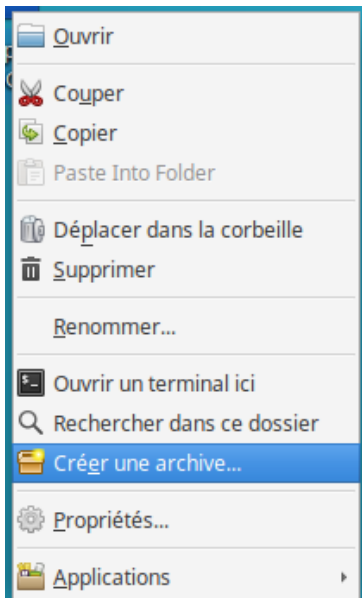 Ouvrir
Couper
Copier
Paste Into Folder
Déplacer dans la corbeille
Supprimer
Renommer...
Ouvrir un terminal ici
Rechercher dans ce dossier
Créer une archive...
Propriétés...
Applications